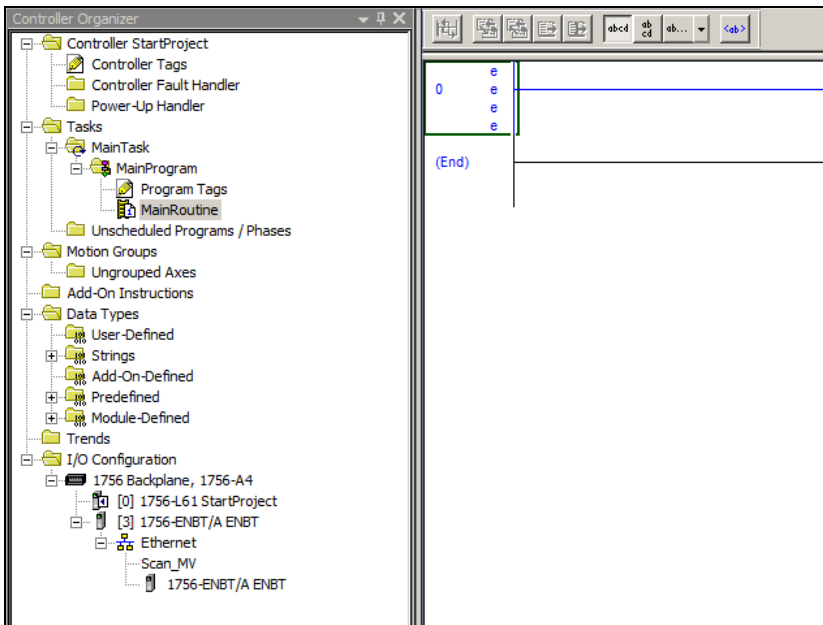 Controller Organizer
Controller StartProject
Controller Tags
Controller Fault Handler
Power-Up Handler
Tasks
MainTask
MainProgram
Program Tags
MainRoutine
Unscheduled Programs / Phases
Motion Groups
Ungrouped Axes
Add-On Instructions
Data Types
User-Defined
Strings
Add-On-Defined
Predefined
Module-Defined
Trends
I/O Configuration
1756 Backplane, 1756-A4
[0] 1756-L61 StartProject
[3] 1756-ENBT/A ENBT
Ethernet
Scan_MV
1756-ENBT/A ENBT
abcd
ab
cd
ab...
<ab>
e
0 e
e
e
(End)